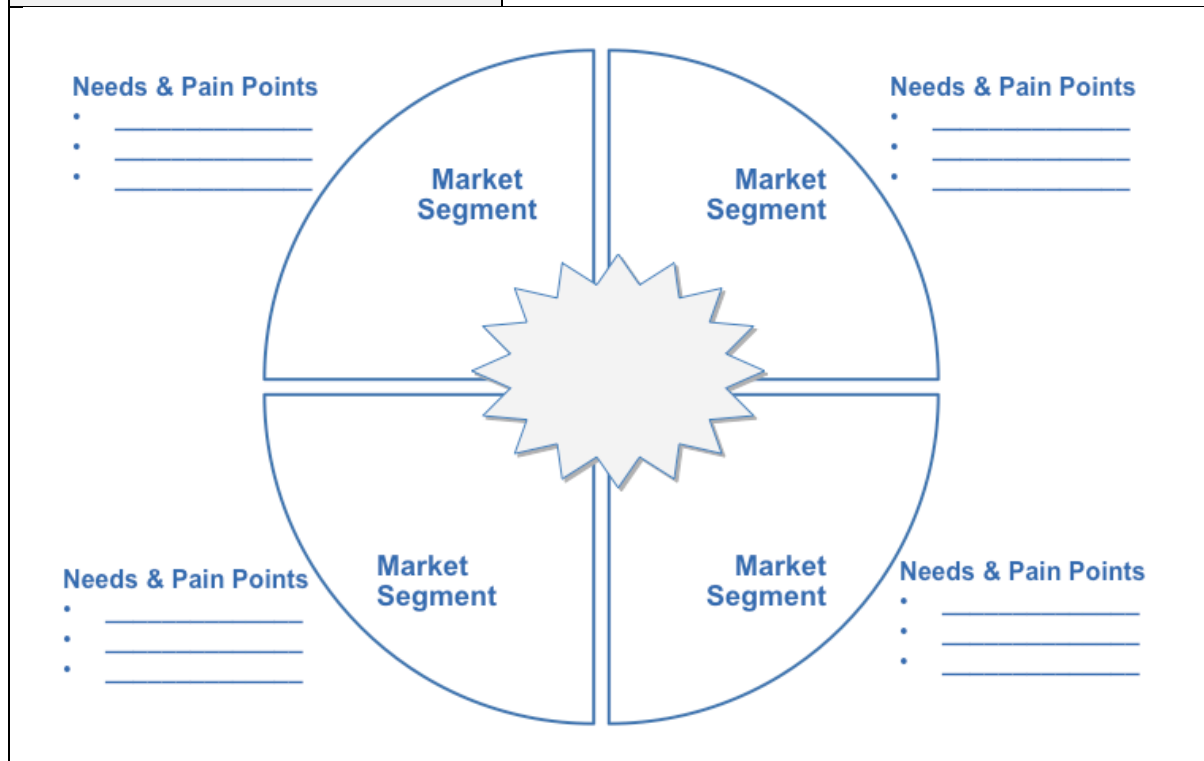 Needs & Pain Points
•
•
•
Market
Segment
Market
Segment
Needs & Pain Points
•
•
•
Needs & Pain Points
•
•
•
Market
Segment
Market
Segment
Needs & Pain Points
•
•
•